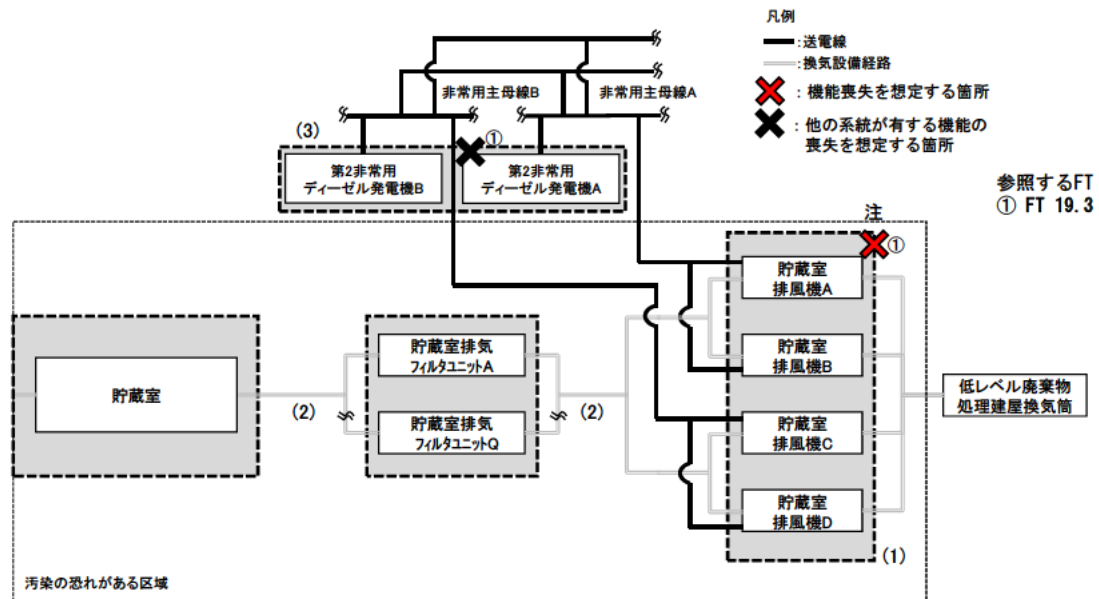 凡例
:送電線
:換気設備経路
: 機能喪失を想定する箇所
: 他の系統が有する機能の
喪失を想定する箇所
非常用主母線B
非常用主母線A
(3)
①
第2非常用
ディーゼル発電機B
第2非常用
ディーゼル発電機A
参照するFT
① FT 19.3
注
①
貯蔵室
排風機A
貯蔵室
排風機B
貯蔵室
排風機C
貯蔵室
排風機D
(1)
貯蔵室
(2)
貯蔵室排気
フィルタユニットA
貯蔵室排気
フィルタユニットQ
(2)
低レベル廃棄物
処理建屋換気筒
汚染の恐れがある区域